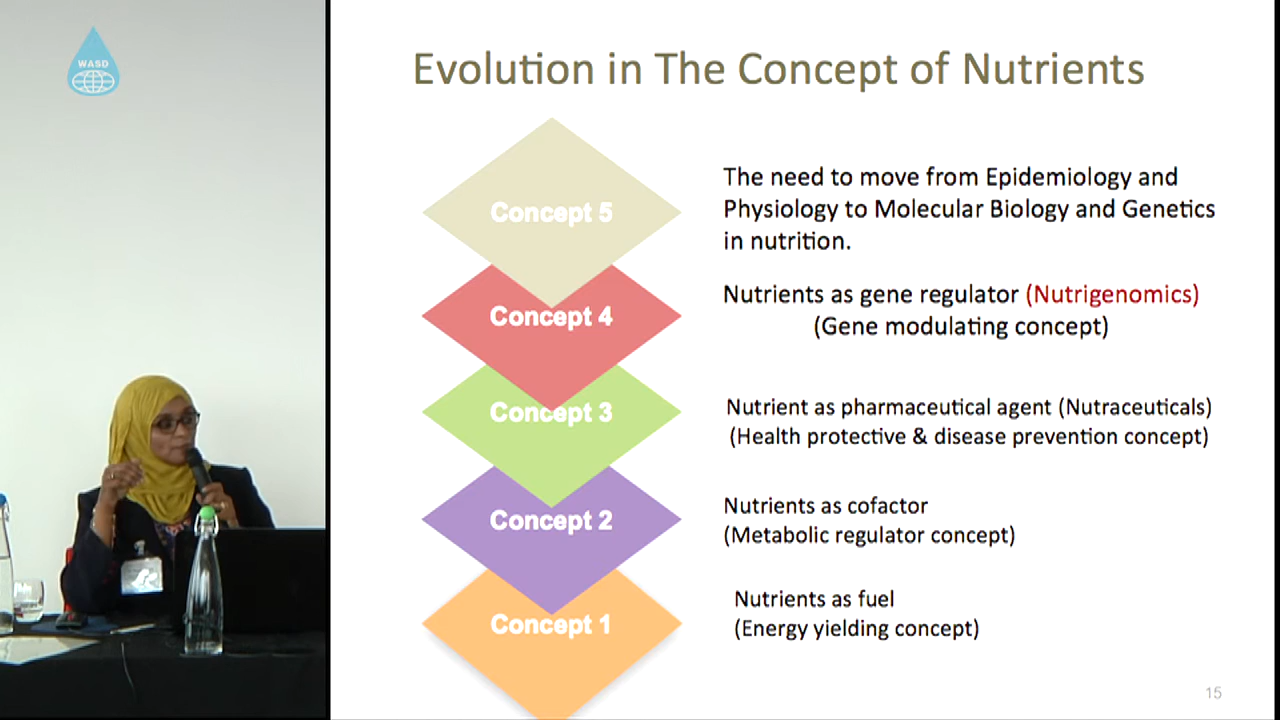 WASD
Evolution in The Concept of Nutrients
Concept 5
The need to move from Epidemiology and
Physiology to Molecular Biology and Genetics
in nutrition.
Concept 4
Nutrients as gene regulator (Nutrigenomics)
(Gene modulating concept)
Concept 3
Nutrient as pharmaceutical agent (Nutraceuticals)
(Health protective & disease prevention concept)
Concept 2
Nutrients as cofactor
(Metabolic regulator concept)
Concept 1
Nutrients as fuel
(Energy yielding concept)
15